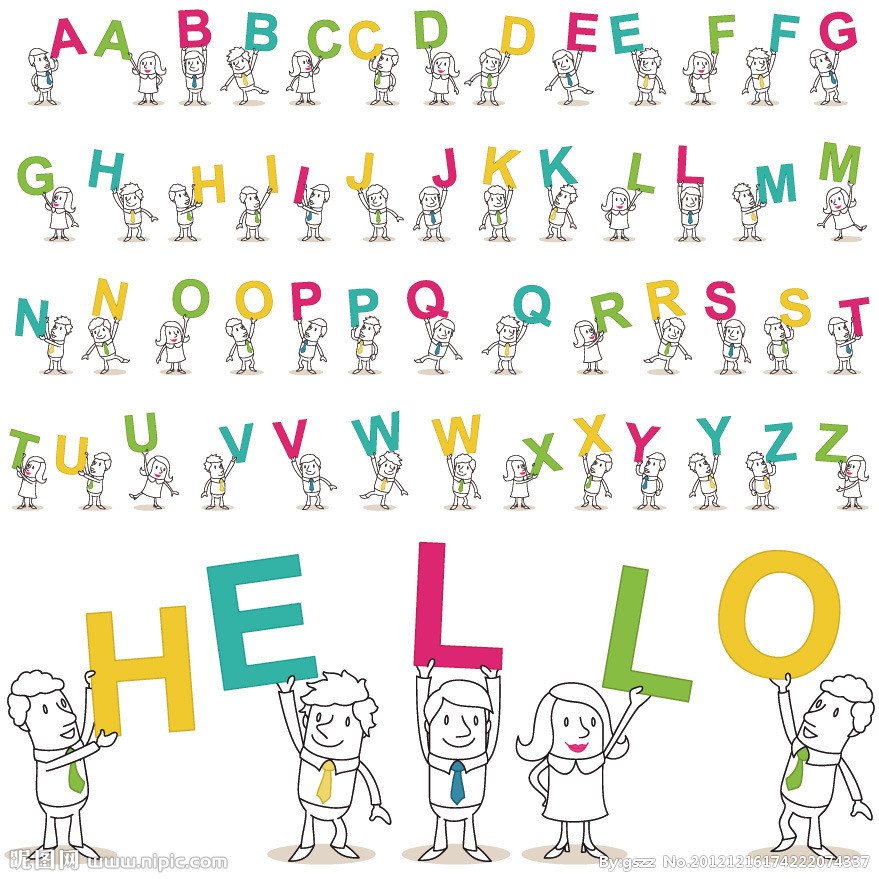 A A B B C C D D E E F F G
G H H I I J J K K L L M M
N N O O P P Q Q R R S S T
T U U V V W W X X Y Y Z Z
HELLO
昵图网 www.nipic.com
By:gszz No.20121216174222074337